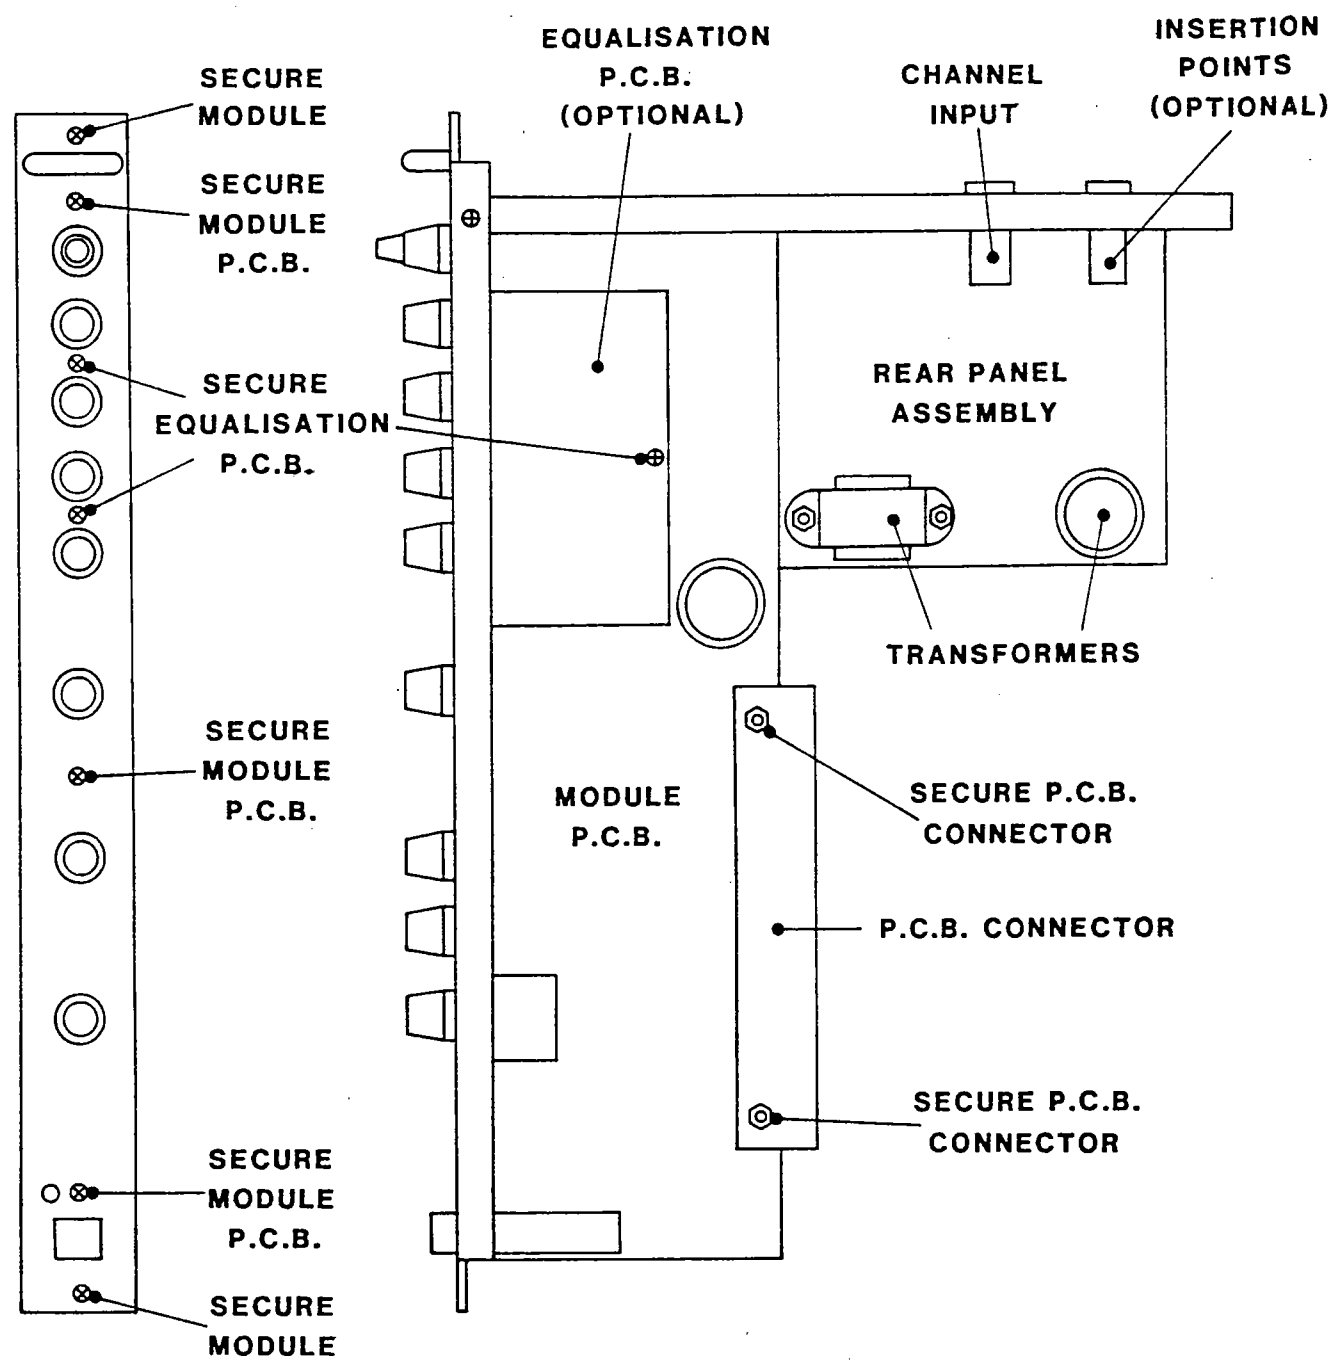 EQUALISATION
P.C.B.
(OPTIONAL)
CHANNEL
INPUT
INSERTION
POINTS
(OPTIONAL)
SECURE
MODULE
SECURE
MODULE
P.C.B.
SECURE
EQUALISATION
P.C.B.
REAR PANEL
ASSEMBLY
TRANSFORMERS
SECURE
MODULE
P.C.B.
MODULE
P.C.B.
SECURE P.C.B.
CONNECTOR
P.C.B. CONNECTOR
SECURE P.C.B.
CONNECTOR
SECURE
MODULE
P.C.B.
SECURE
MODULE